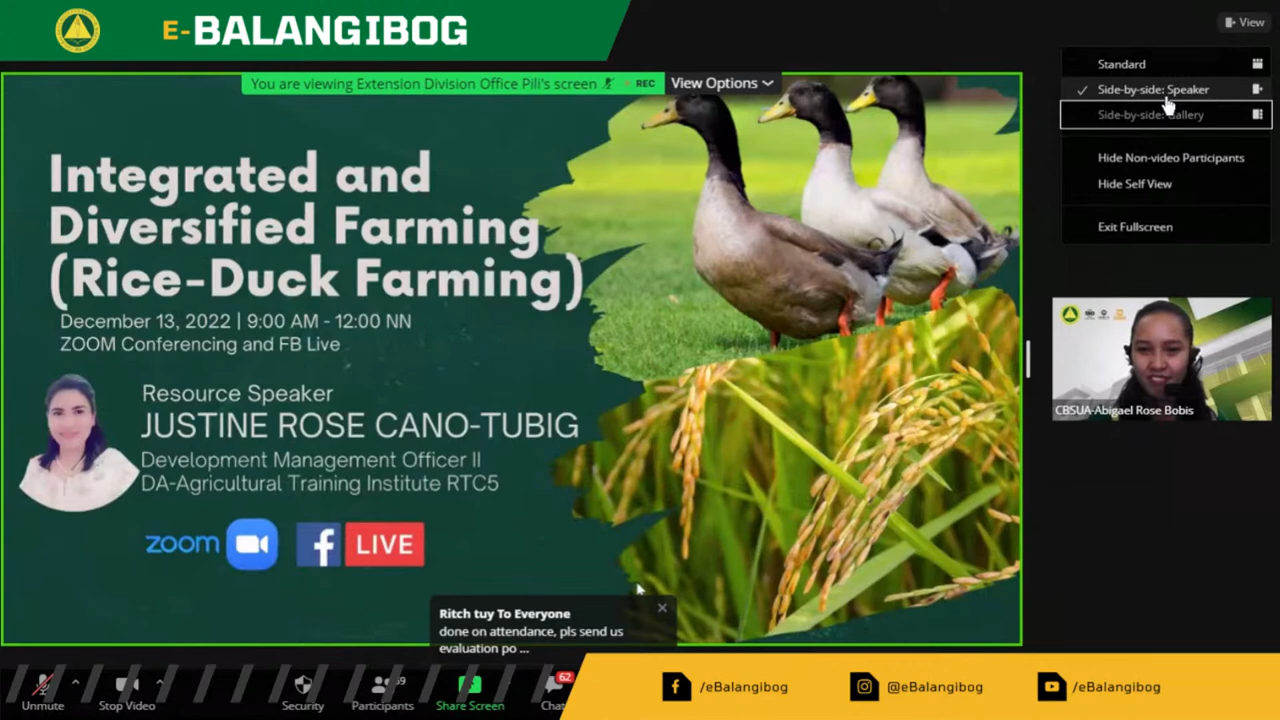 E-BALANGIBOG
View
You are viewing Extension Division Office Pili's screen
REC
View Options
Standard
Side-by-side: Speaker
Side-by-side: Gallery
Hide Non-video Participants
Hide Self View
Exit Fullscreen
Integrated and
Diversified Farming
(Rice-Duck Farming)
December 13, 2022 | 9:00 AM - 12:00 NN
ZOOM Conferencing and FB Live
Resource Speaker
JUSTINE ROSE CANO-TUBIG
Development Management Officer II
DA-Agricultural Training Institute RTC5
zoom
LIVE
CBSUA-Abigael Rose Bobis
Ritch tuy To Everyone
done on attendance, pls send us
evaluation po ...
Unmute
Stop Video
Security
Participants
Share Screen
Chat
62
/eBalangibog
@eBalangibog
/eBalangibog